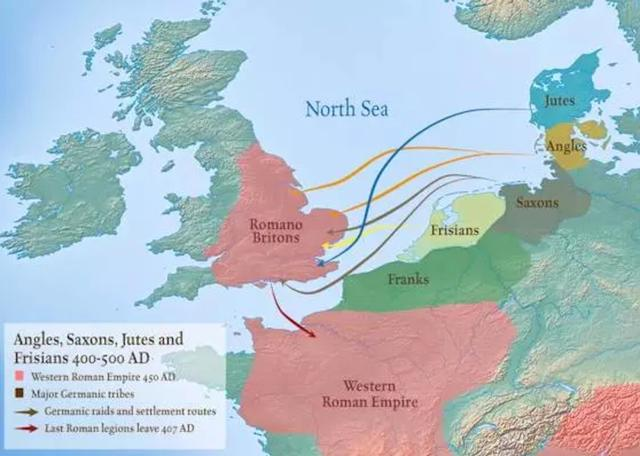 North Sea
Jutes
Angles
Saxons
Frisians
Romano
Britons
Franks
Western
Roman Empire
Angles, Saxons, Jutes and
Frisians 400-500 AD
Western Roman Empire 450 AD
Major Germanic tribes
Germanic raids and settlement routes
Last Roman legions leave 407 AD